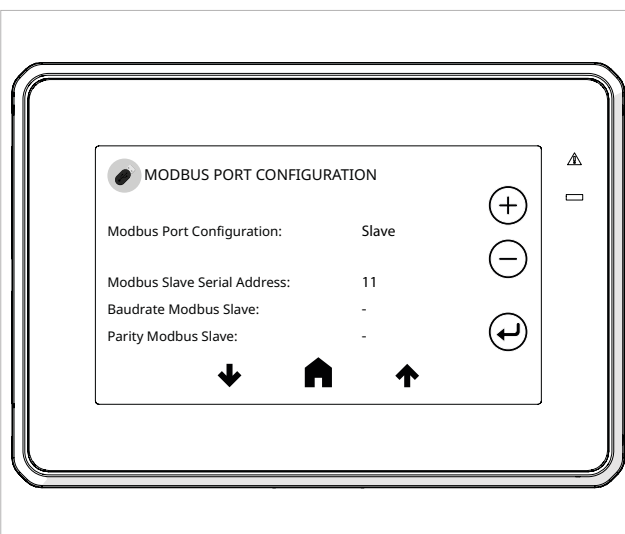 MODBUS PORT CONFIGURATION
Modbus Port Configuration: Slave
Modbus Slave Serial Address: 11
Baudrate Modbus Slave: -
Parity Modbus Slave: -